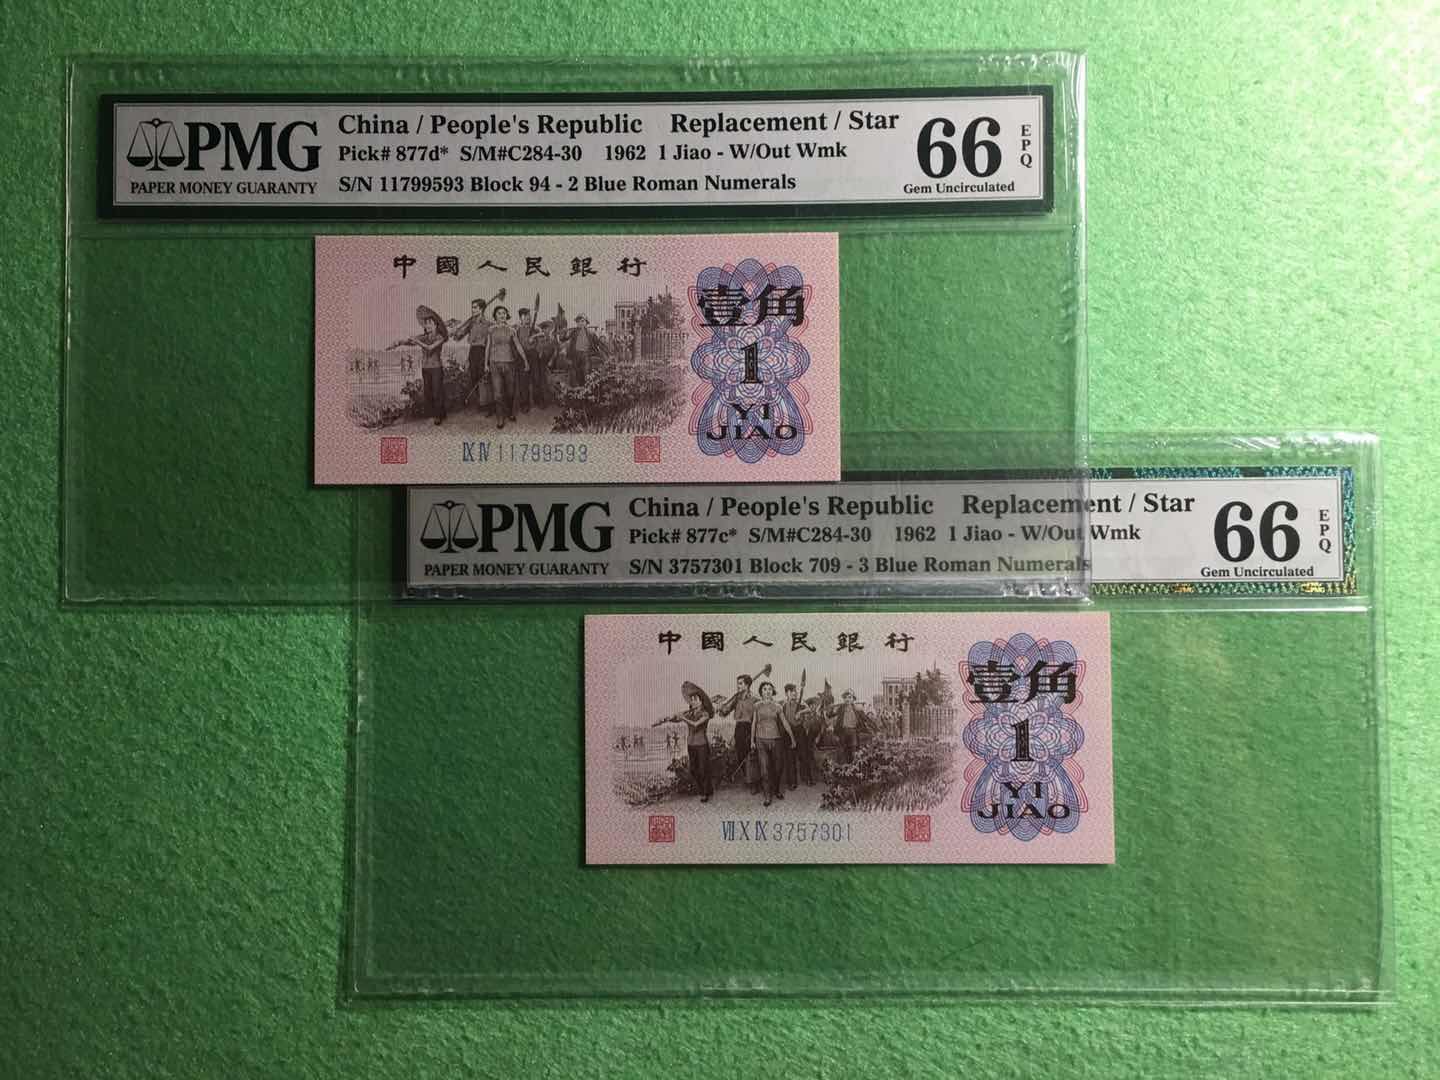 PMG
PAPER MONEY GUARANTY
China / People's Republic Replacement / Star
Pick# 877d* S/M#C284-30 1962 1 Jiao - W/Out Wmk
S/N 11799593 Block 94 - 2 Blue Roman Numerals
66
EPQ
Gem Uncirculated
中國人民銀行
壹角
1
YI
JIAO
Ⅸ Ⅳ 11799593
PMG
PAPER MONEY GUARANTY
China / People's Republic Replacement / Star
Pick# 877c* S/M#C284-30 1962 1 Jiao - W/Out Wmk
S/N 3757301 Block 709 - 3 Blue Roman Numerals
66
EPQ
Gem Uncirculated
中國人民銀行
壹角
1
YI
JIAO
Ⅶ Ⅹ Ⅸ 3757301